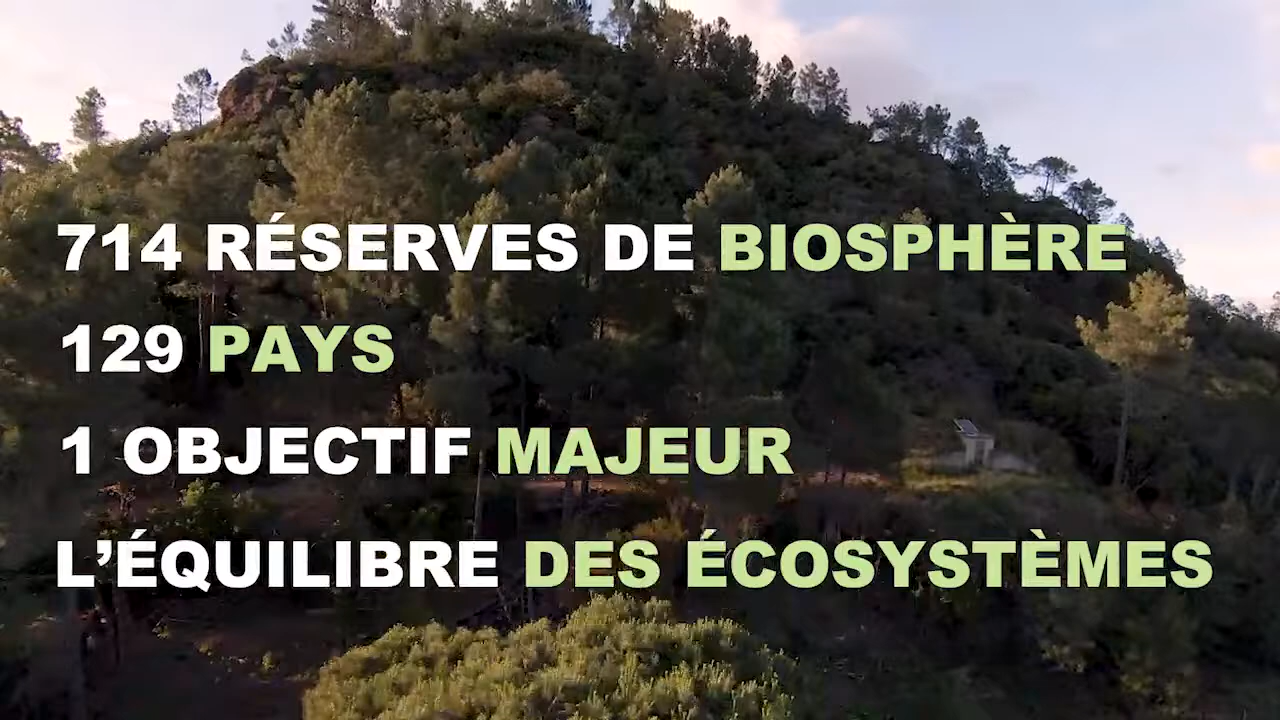 714 RÉSERVES DE BIOSPHÈRE
129 PAYS
1 OBJECTIF MAJEUR
L’ÉQUILIBRE DES ÉCOSYSTÈMES